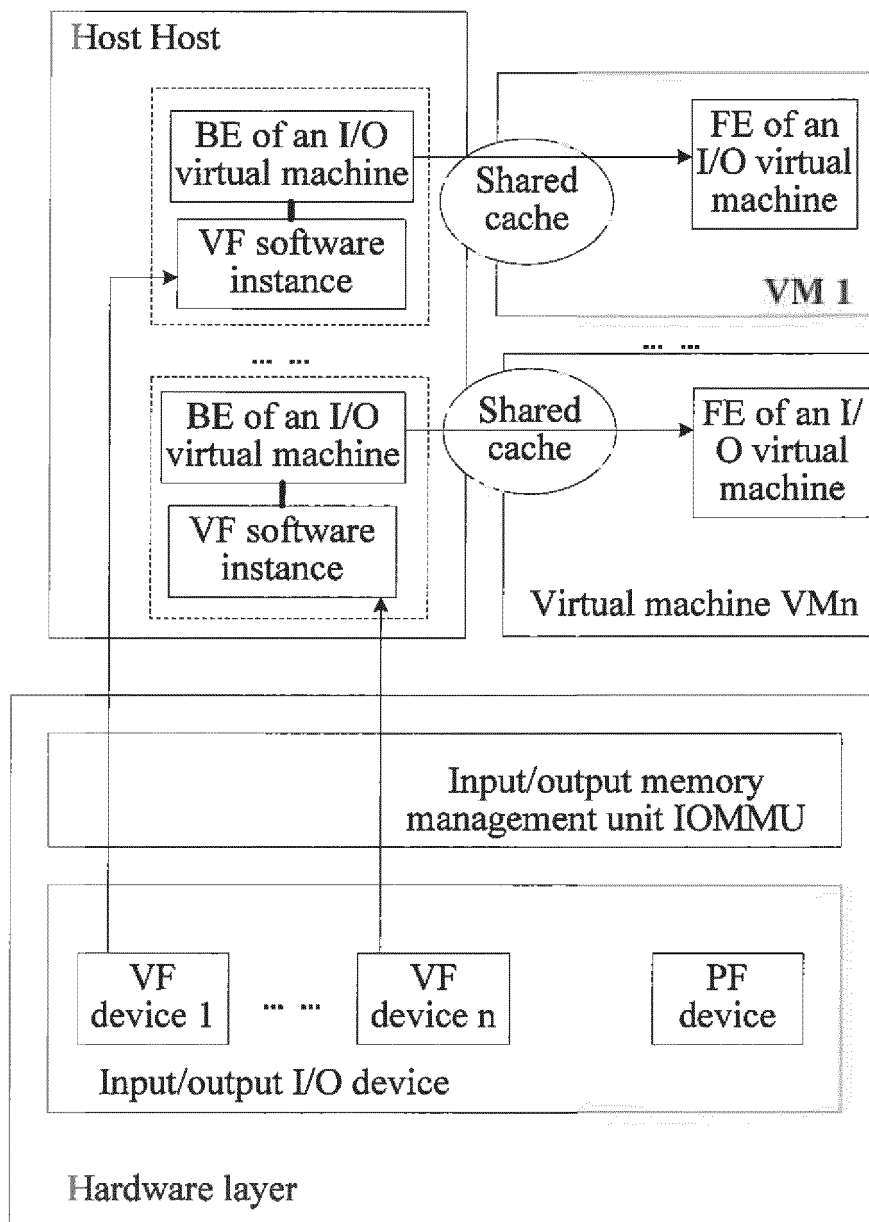 Host Host
BE of an I/O
virtual machine
VF software
instance
Shared
cache
FE of an
I/O virtual
machine
VM 1
... ...
... ...
BE of an I/O
virtual machine
VF software
instance
Shared
cache
FE of an I/
O virtual
machine
Virtual machine VMn
Input/output memory
management unit IOMMU
VF
device 1
... ...
VF
device n
PF
device
Input/output I/O device
Hardware layer